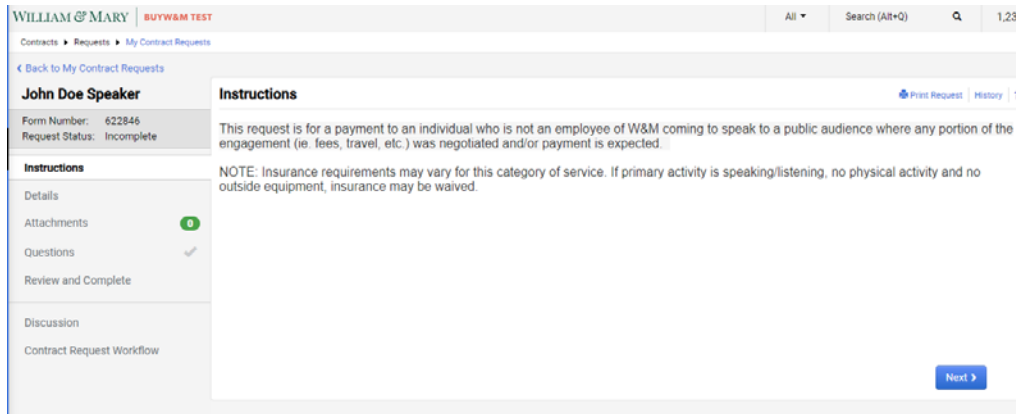 WILLIAM & MARY BUYW&M TEST All Search (Alt+Q) 1,23
Contracts Requests My Contract Requests
Back to My Contract Requests
John Doe Speaker
Form Number: 622846
Request Status: Incomplete
Instructions
Details
Attachments 0
Questions
Review and Complete
Discussion
Contract Request Workflow
Instructions Print Request History
This request is for a payment to an individual who is not an employee of W&M coming to speak to a public audience where any portion of the
engagement (ie. fees, travel, etc.) was negotiated and/or payment is expected.
NOTE: Insurance requirements may vary for this category of service. If primary activity is speaking/listening, no physical activity and no
outside equipment, insurance may be waived.
Next